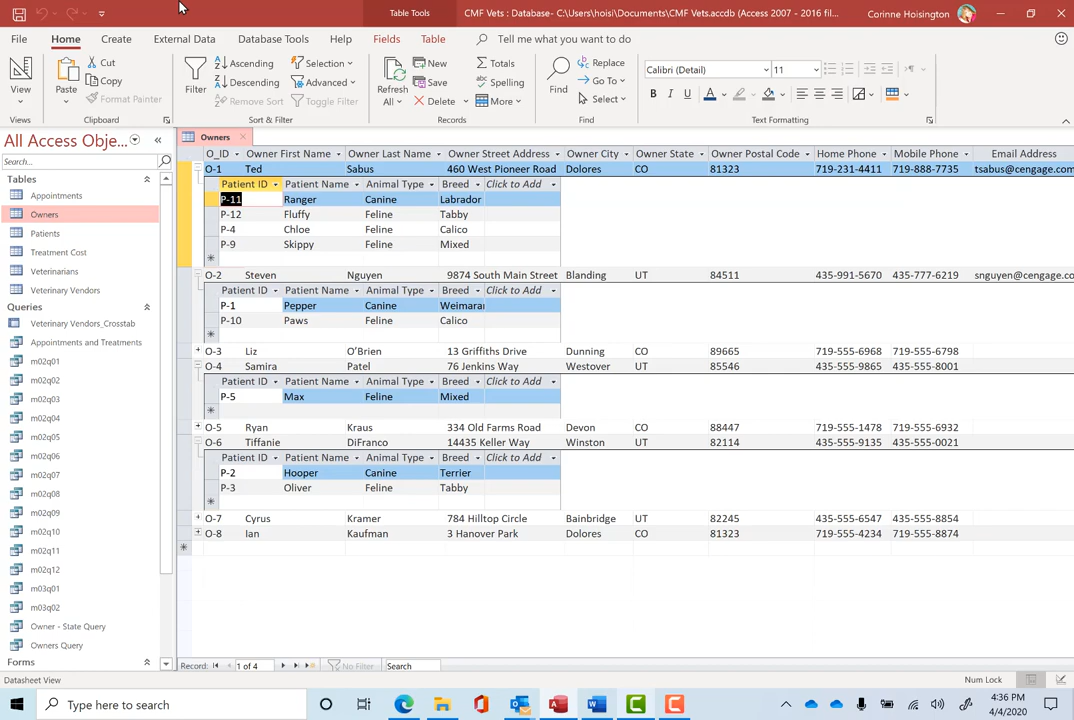 Table Tools CMF Vets : Database- C:\Users\hoisi\Documents\CMF Vets.accdb (Access 2007 - 2016 fil... Corinne Hoisington
File Home Create External Data Database Tools Help Fields Table Tell me what you want to do
View Paste Cut Copy Format Painter Filter Ascending Descending Remove Sort Selection Advanced Toggle Filter Refresh All New Save Delete Totals Spelling More Find Replace Go To Select Calibri (Detail) 11 B I U A
Views Clipboard Sort & Filter Records Find Text Formatting
All Access Obje...
Search...
Tables
Appointments
Owners
Patients
Treatment Cost
Veterinarians
Veterinary Vendors
Queries
Veterinary Vendors_Crosstab
Appointments and Treatments
m02q01
m02q02
m02q03
m02q04
m02q05
m02q06
m02q07
m02q08
m02q09
m02q10
m02q11
m02q12
m03q01
m03q02
Owner - State Query
Owners Query
Forms
Owners
O_ID Owner First Name Owner Last Name Owner Street Address Owner City Owner State Owner Postal Code Home Phone Mobile Phone Email Address
O-1 Ted Sabus 460 West Pioneer Road Dolores CO 81323 719-231-4411 719-888-7735 tsabus@cengage.com
Patient ID Patient Name Animal Type Breed Click to Add
P-11 Ranger Canine Labrador
P-12 Fluffy Feline Tabby
P-4 Chloe Feline Calico
P-9 Skippy Feline Mixed
O-2 Steven Nguyen 9874 South Main Street Blanding UT 84511 435-991-5670 435-777-6219 snguyen@cengage.co
Patient ID Patient Name Animal Type Breed Click to Add
P-1 Pepper Canine Weimarar
P-10 Paws Feline Calico
O-3 Liz O'Brien 13 Griffiths Drive Dunning CO 89665 719-555-6968 719-555-6798
O-4 Samira Patel 76 Jenkins Way Westover UT 85546 435-555-9865 435-555-8001
Patient ID Patient Name Animal Type Breed Click to Add
P-5 Max Feline Mixed
O-5 Ryan Kraus 334 Old Farms Road Devon CO 88447 719-555-1478 719-555-6932
O-6 Tiffanie DiFranco 14435 Keller Way Winston UT 82114 435-555-9135 435-555-0021
Patient ID Patient Name Animal Type Breed Click to Add
P-2 Hooper Canine Terrier
P-3 Oliver Feline Tabby
O-7 Cyrus Kramer 784 Hilltop Circle Bainbridge UT 82245 435-555-6547 435-555-8854
O-8 Ian Kaufman 3 Hanover Park Dolores CO 81323 719-555-4234 435-555-8874
Record: 1 of 4 No Filter Search
Datasheet View Num Lock
Type here to search 4:36 PM
4/4/2020